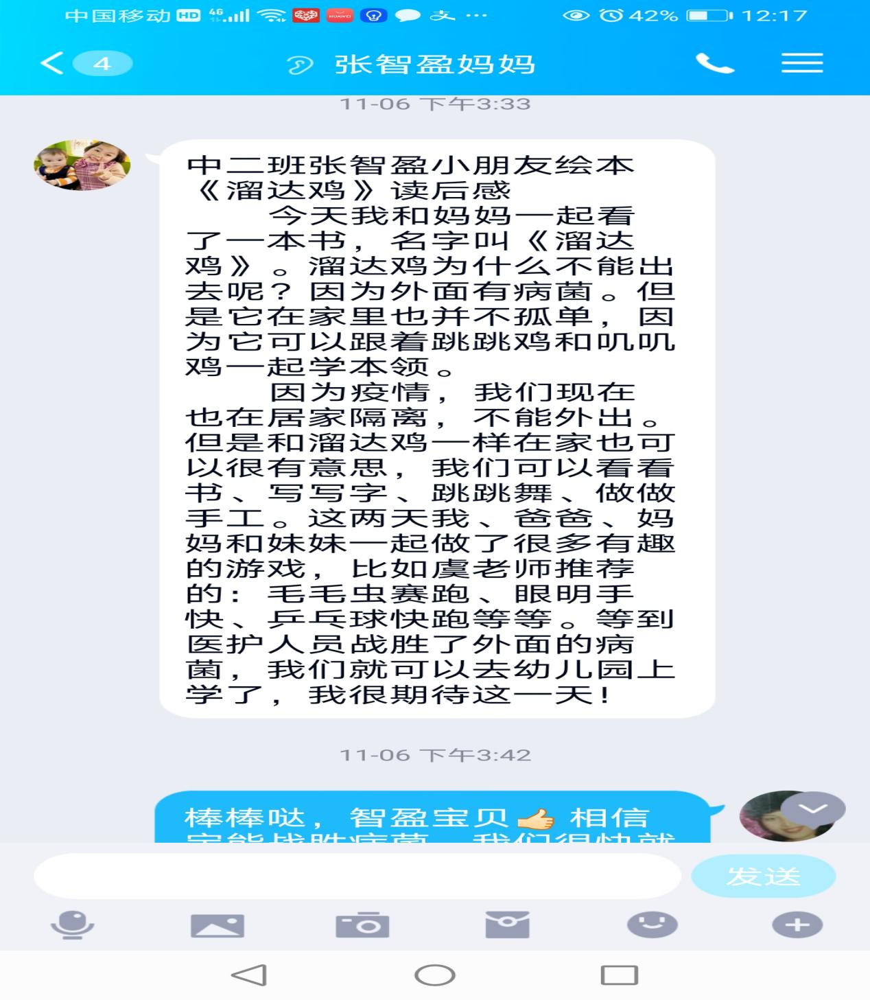 中国移动 HD 4G HUAWEI 支 ··· 42% 12:17
4 张智盈妈妈
11-06 下午3:33
中二班张智盈小朋友绘本
《溜达鸡》读后感
今天我和妈妈一起看
了一本书，名字叫《溜达
鸡》。溜达鸡为什么不能出
去呢？因为外面有病菌。但
是它在家里也并不孤单，因
为它可以跟着跳跳鸡和叽叽
鸡一起学本领。
因为疫情，我们现在
也在居家隔离，不能外出。
但是和溜达鸡一样在家也可
以很有意思，我们可以看看
书、写写字、跳跳舞、做做
手工。这两天我、爸爸、妈
妈和妹妹一起做了很多有趣
的游戏，比如虞老师推荐
的：毛毛虫赛跑、眼明手
快、乒乓球快跑等等。等到
医护人员战胜了外面的病
菌，我们就可以去幼儿园上
学了，我很期待这一天！
11-06 下午3:42
棒棒哒，智盈宝贝👍相信
定能战胜病菌，我们很快就
发送